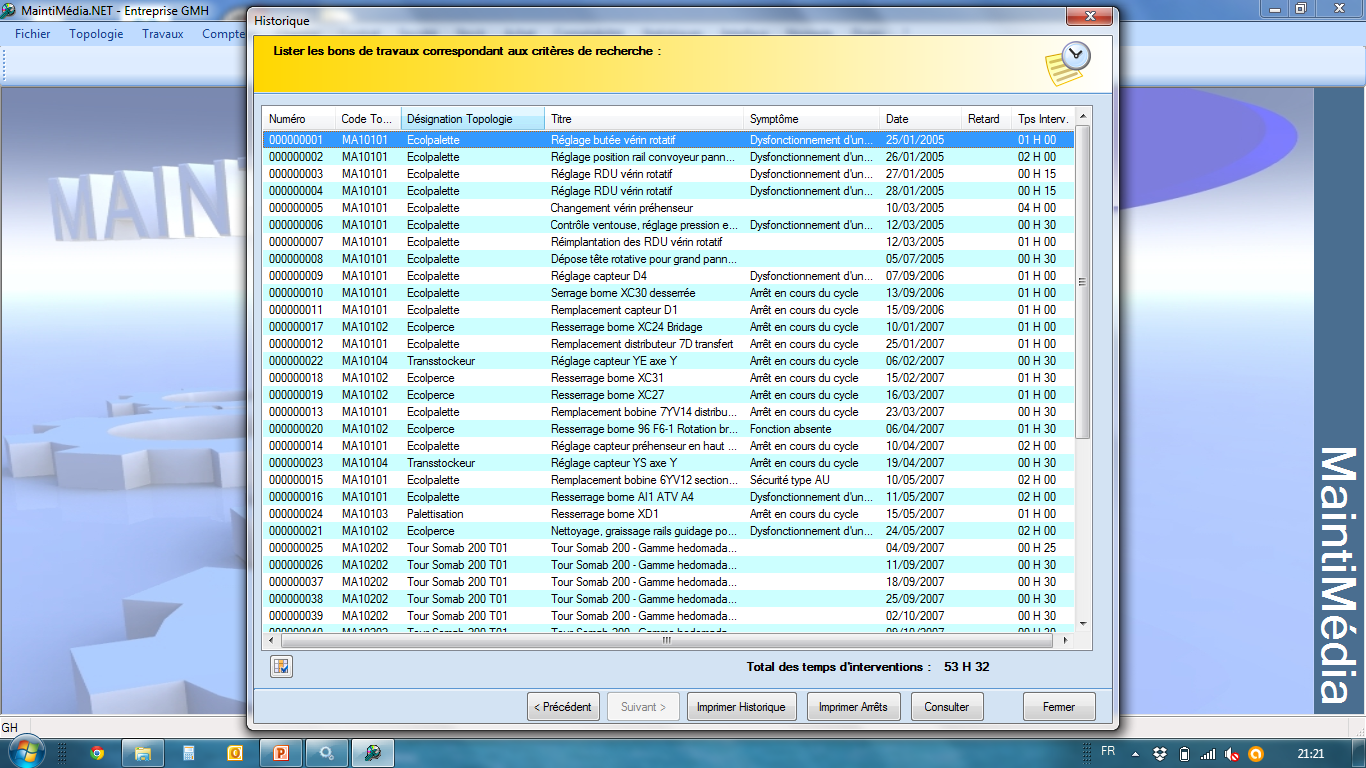 MaintiMédia.NET - Entreprise GMH
Fichier Topologie Travaux Compte
Historique
Lister les bons de travaux correspondant aux critères de recherche :
Numéro Code To... Désignation Topologie Titre Symptôme Date Retard Tps Interv.
000000001 MA10101 Ecolpalette Réglage butée vérin rotatif Dysfonctionnement d'un... 25/01/2005 01 H 00
000000002 MA10101 Ecolpalette Réglage position rail convoyeur pann... Dysfonctionnement d'un... 26/01/2005 02 H 00
000000003 MA10101 Ecolpalette Réglage RDU vérin rotatif Dysfonctionnement d'un... 27/01/2005 00 H 15
000000004 MA10101 Ecolpalette Réglage RDU vérin rotatif Dysfonctionnement d'un... 28/01/2005 00 H 15
000000005 MA10101 Ecolpalette Changement vérin préhenseur 10/03/2005 04 H 00
000000006 MA10101 Ecolpalette Contrôle ventouse, réglage pression e... Dysfonctionnement d'un... 12/03/2005 00 H 30
000000007 MA10101 Ecolpalette Réimplantation des RDU vérin rotatif 12/03/2005 01 H 00
000000008 MA10101 Ecolpalette Dépose tête rotative pour grand pann... 05/07/2005 00 H 30
000000009 MA10101 Ecolpalette Réglage capteur D4 Dysfonctionnement d'un... 07/09/2006 01 H 00
000000010 MA10101 Ecolpalette Serrage borne XC30 desserrée Arrêt en cours du cycle 13/09/2006 01 H 00
000000011 MA10101 Ecolpalette Remplacement capteur D1 Arrêt en cours du cycle 15/09/2006 01 H 00
000000017 MA10102 Ecolperce Resserrage borne XC24 Bridage Arrêt en cours du cycle 10/01/2007 01 H 00
000000012 MA10101 Ecolpalette Remplacement distributeur 7D transfert Arrêt en cours du cycle 25/01/2007 01 H 00
000000022 MA10104 Transstockeur Réglage capteur YE axe Y Arrêt en cours du cycle 06/02/2007 00 H 30
000000018 MA10102 Ecolperce Resserrage borne XC31 Arrêt en cours du cycle 15/02/2007 01 H 30
000000019 MA10102 Ecolperce Resserrage borne XC27 Arrêt en cours du cycle 16/03/2007 01 H 00
000000013 MA10101 Ecolpalette Remplacement bobine 7YV14 distribu... Arrêt en cours du cycle 23/03/2007 00 H 30
000000020 MA10102 Ecolperce Resserrage borne 96 F6-1 Rotation br... Fonction absente 06/04/2007 01 H 30
000000014 MA10101 Ecolpalette Réglage capteur préhenseur en haut ... Arrêt en cours du cycle 10/04/2007 02 H 00
000000023 MA10104 Transstockeur Réglage capteur YS axe Y Arrêt en cours du cycle 19/04/2007 00 H 30
000000015 MA10101 Ecolpalette Remplacement bobine 6YV12 section... Sécurité type AU 10/05/2007 02 H 00
000000016 MA10101 Ecolpalette Resserrage borne AI1 ATV A4 Dysfonctionnement d'un... 11/05/2007 02 H 00
000000024 MA10103 Palettisation Resserrage borne XD1 Arrêt en cours du cycle 15/05/2007 01 H 00
000000021 MA10102 Ecolperce Nettoyage, graissage rails guidage po... Dysfonctionnement d'un... 24/05/2007 02 H 00
000000025 MA10202 Tour Somab 200 T01 Tour Somab 200 - Gamme hedomada... 04/09/2007 00 H 25
000000026 MA10202 Tour Somab 200 T01 Tour Somab 200 - Gamme hedomada... 11/09/2007 00 H 30
000000037 MA10202 Tour Somab 200 T01 Tour Somab 200 - Gamme hedomada... 18/09/2007 00 H 30
000000038 MA10202 Tour Somab 200 T01 Tour Somab 200 - Gamme hedomada... 25/09/2007 00 H 30
000000039 MA10202 Tour Somab 200 T01 Tour Somab 200 - Gamme hedomada... 02/10/2007 00 H 30
000000040 MA10202 Tour Somab 200 T01 Tour Somab 200 - Gamme hedomada... 09/10/2007 00 H 30
Total des temps d'interventions : 53 H 32
< Précédent Suivant > Imprimer Historique Imprimer Arrêts Consulter Fermer
MAINT
MaintiMédia
GH
FR 21:21